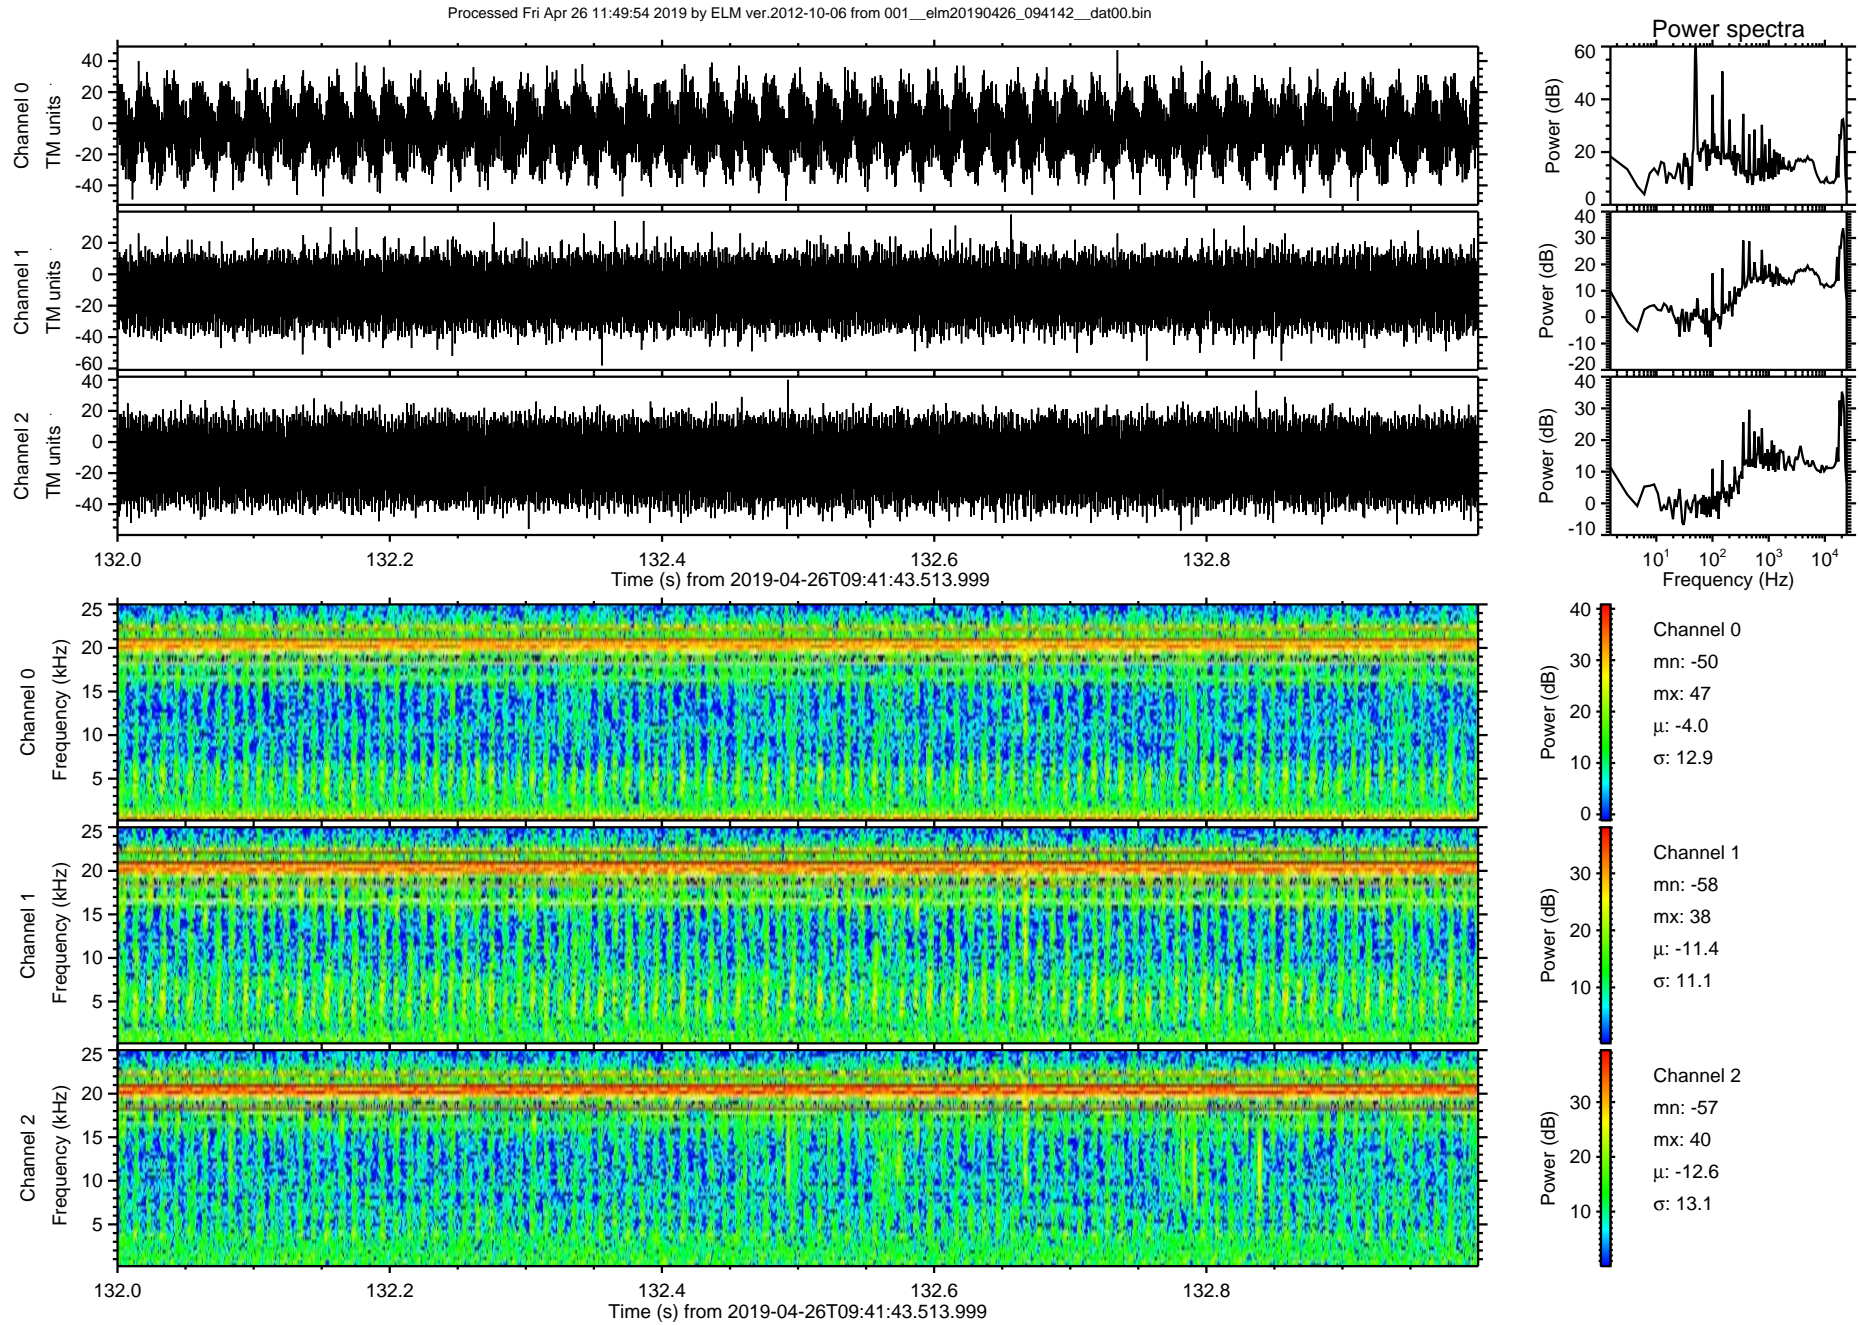 Processed Fri Apr 26 11:49:54 2019 by ELM ver.2012-10-06 from 001__elm20190426_094142__dat00.bin
Power spectra
Channel 0
TM units
40
20
0
-20
-40
Power (dB)
60
40
20
0
Channel 1
TM units
20
0
-20
-40
-60
Power (dB)
40
30
20
10
0
-10
-20
Channel 2
TM units
40
20
0
-20
-40
Power (dB)
40
30
20
10
0
-10
132.0 132.2 132.4 132.6 132.8
Time (s) from 2019-04-26T09:41:43.513.999
10^1 10^2 10^3 10^4
Frequency (Hz)
Channel 0
Frequency (kHz)
25
20
15
10
5
Power (dB)
40
30
20
10
0
Channel 0
mn: -50
mx: 47
μ: -4.0
σ: 12.9
Channel 1
Frequency (kHz)
25
20
15
10
5
Power (dB)
30
20
10
Channel 1
mn: -58
mx: 38
μ: -11.4
σ: 11.1
Channel 2
Frequency (kHz)
25
20
15
10
5
Power (dB)
30
20
10
Channel 2
mn: -57
mx: 40
μ: -12.6
σ: 13.1
132.0 132.2 132.4 132.6 132.8
Time (s) from 2019-04-26T09:41:43.513.999